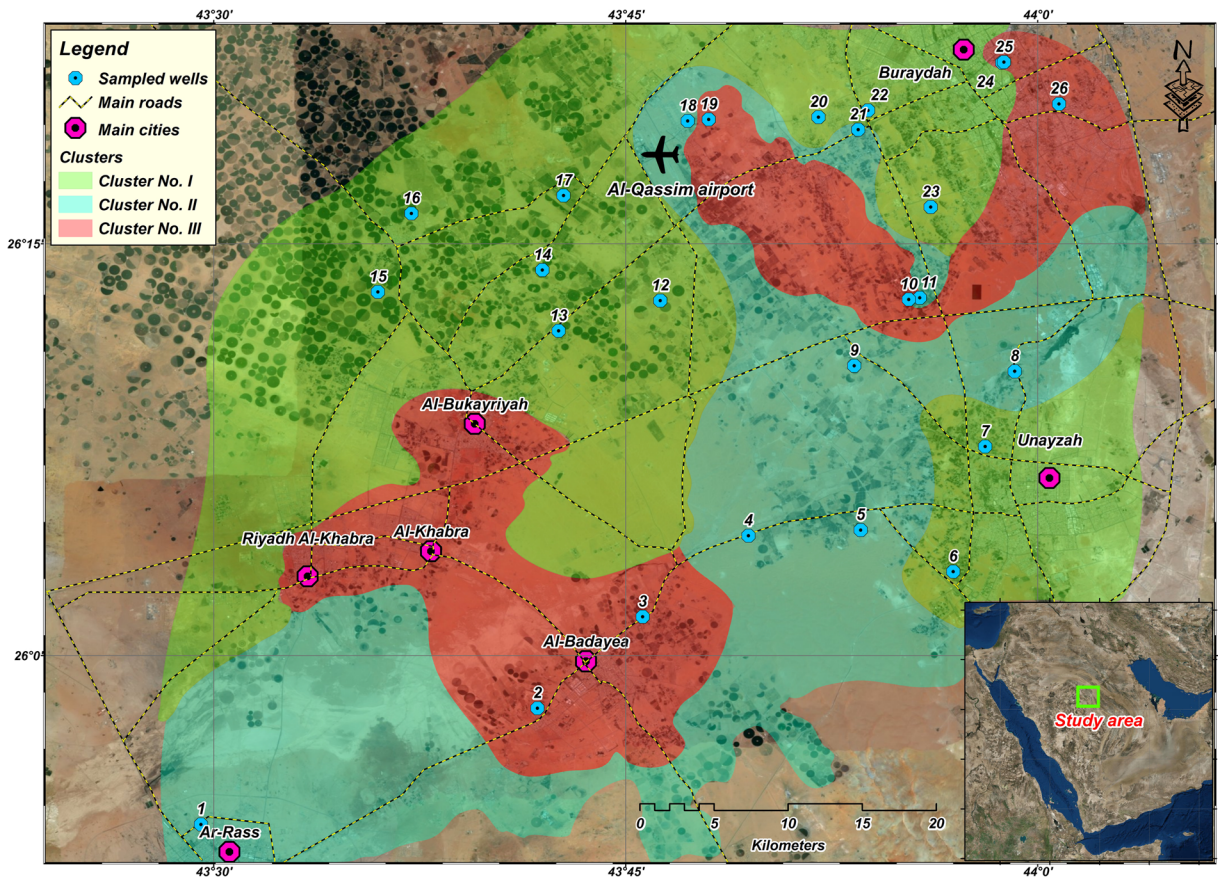 43°30'
43°45'
44°0'
Legend
Sampled wells
Main roads
Main cities
Clusters
Cluster No. I
Cluster No. II
Cluster No. III
N
Buraydah
25
24
26
22
20
21
18
19
Al-Qassim airport
17
16
23
26°15'
14
15
12
10
11
13
9
8
Al-Bukayriyah
7
Unayzah
4
5
Riyadh Al-Khabra
Al-Khabra
6
3
Al-Badayea
26°05'
2
Study area
1
Ar-Rass
0
5
10
15
20
Kilometers
43°30'
43°45'
44°0'